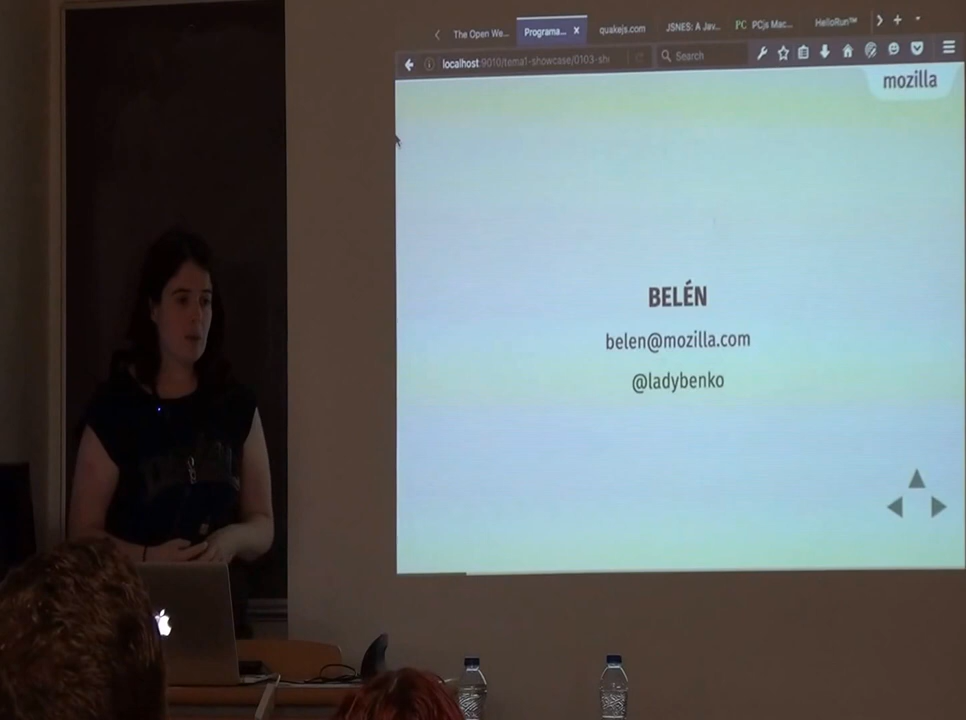 The Open We...
Programa...
quakejs.com
JSNES: A Jav...
PC PCjs Mac...
HelloRun™
localhost:9010/tema1-showcase/0103-sh
Search
mozilla
BELÉN
belen@mozilla.com
@ladybenko